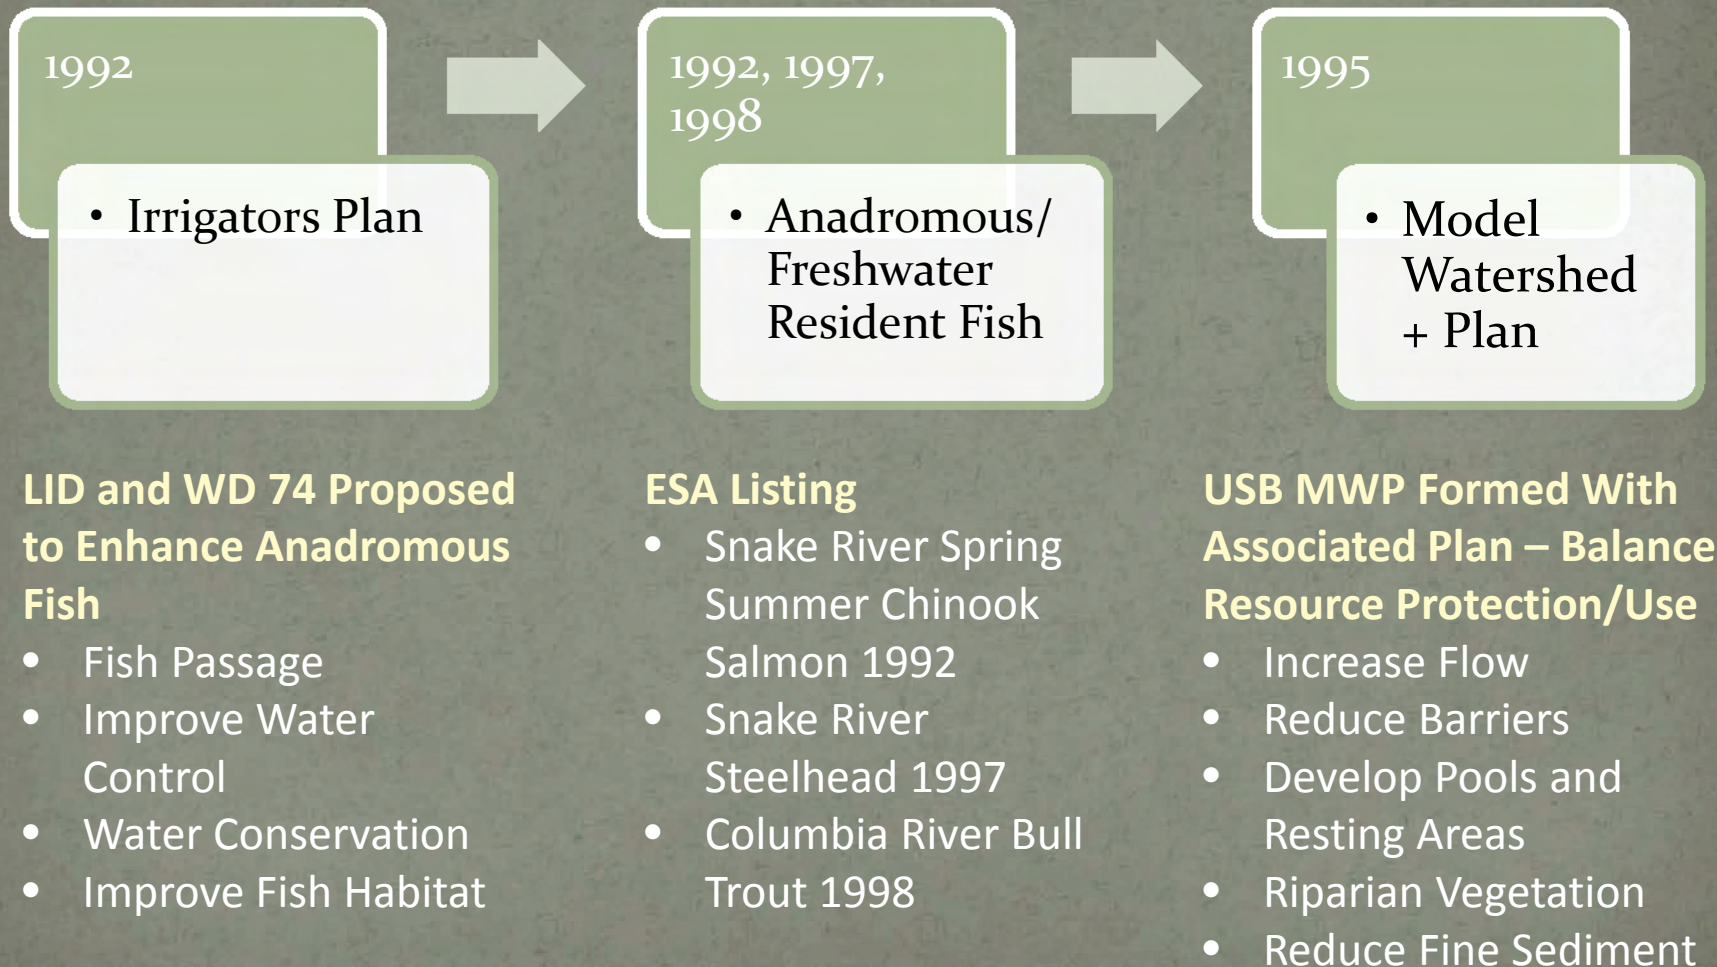 1992
• Irrigators Plan
LID and WD 74 Proposed
to Enhance Anadromous
Fish
• Fish Passage
• Improve Water
Control
• Water Conservation
• Improve Fish Habitat
1992, 1997,
1998
• Anadromous/
Freshwater
Resident Fish
ESA Listing
• Snake River Spring
Summer Chinook
Salmon 1992
• Snake River
Steelhead 1997
• Columbia River Bull
Trout 1998
1995
• Model
Watershed
+ Plan
USB MWP Formed With
Associated Plan – Balance
Resource Protection/Use
• Increase Flow
• Reduce Barriers
• Develop Pools and
Resting Areas
• Riparian Vegetation
• Reduce Fine Sediment